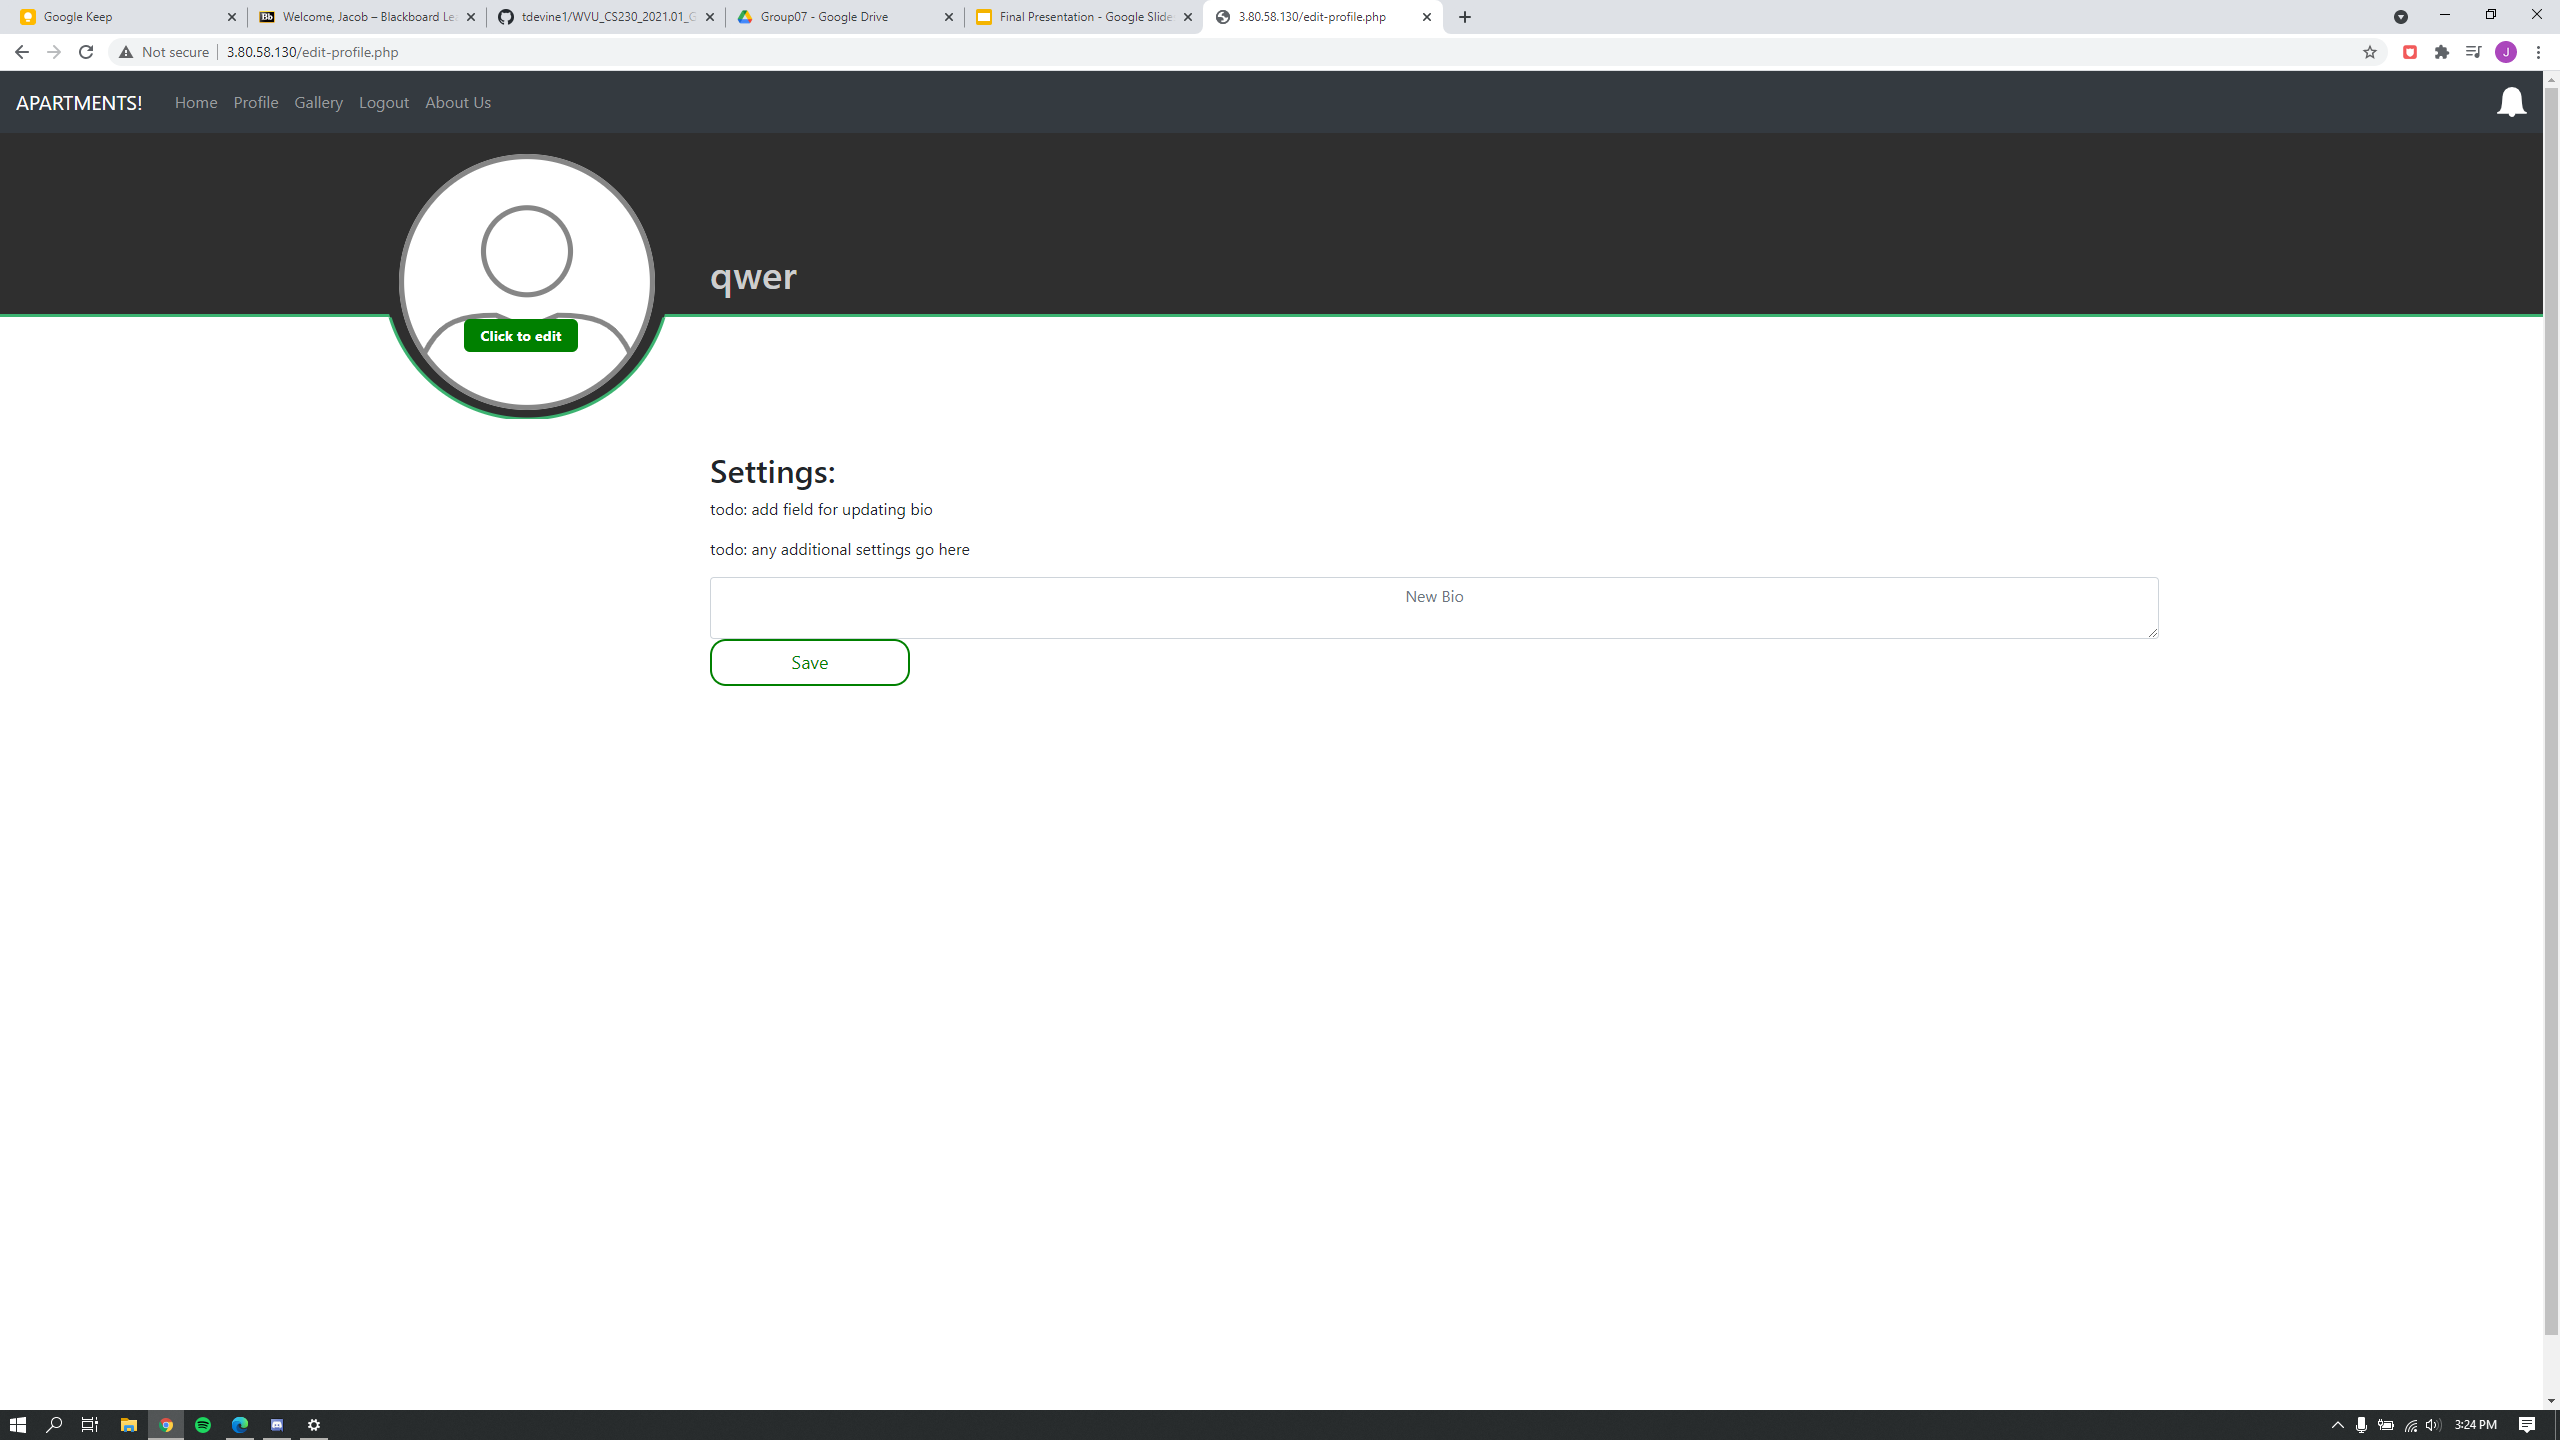 Google Keep
Welcome, Jacob – Blackboard Le
tdevine1/WVU_CS230_2021.01_G
Group07 - Google Drive
Final Presentation - Google Slide
3.80.58.130/edit-profile.php
Not secure
3.80.58.130/edit-profile.php
J
APARTMENTS!
Home
Profile
Gallery
Logout
About Us
qwer
Click to edit
Settings:
todo: add field for updating bio
todo: any additional settings go here
New Bio
Save
3:24 PM